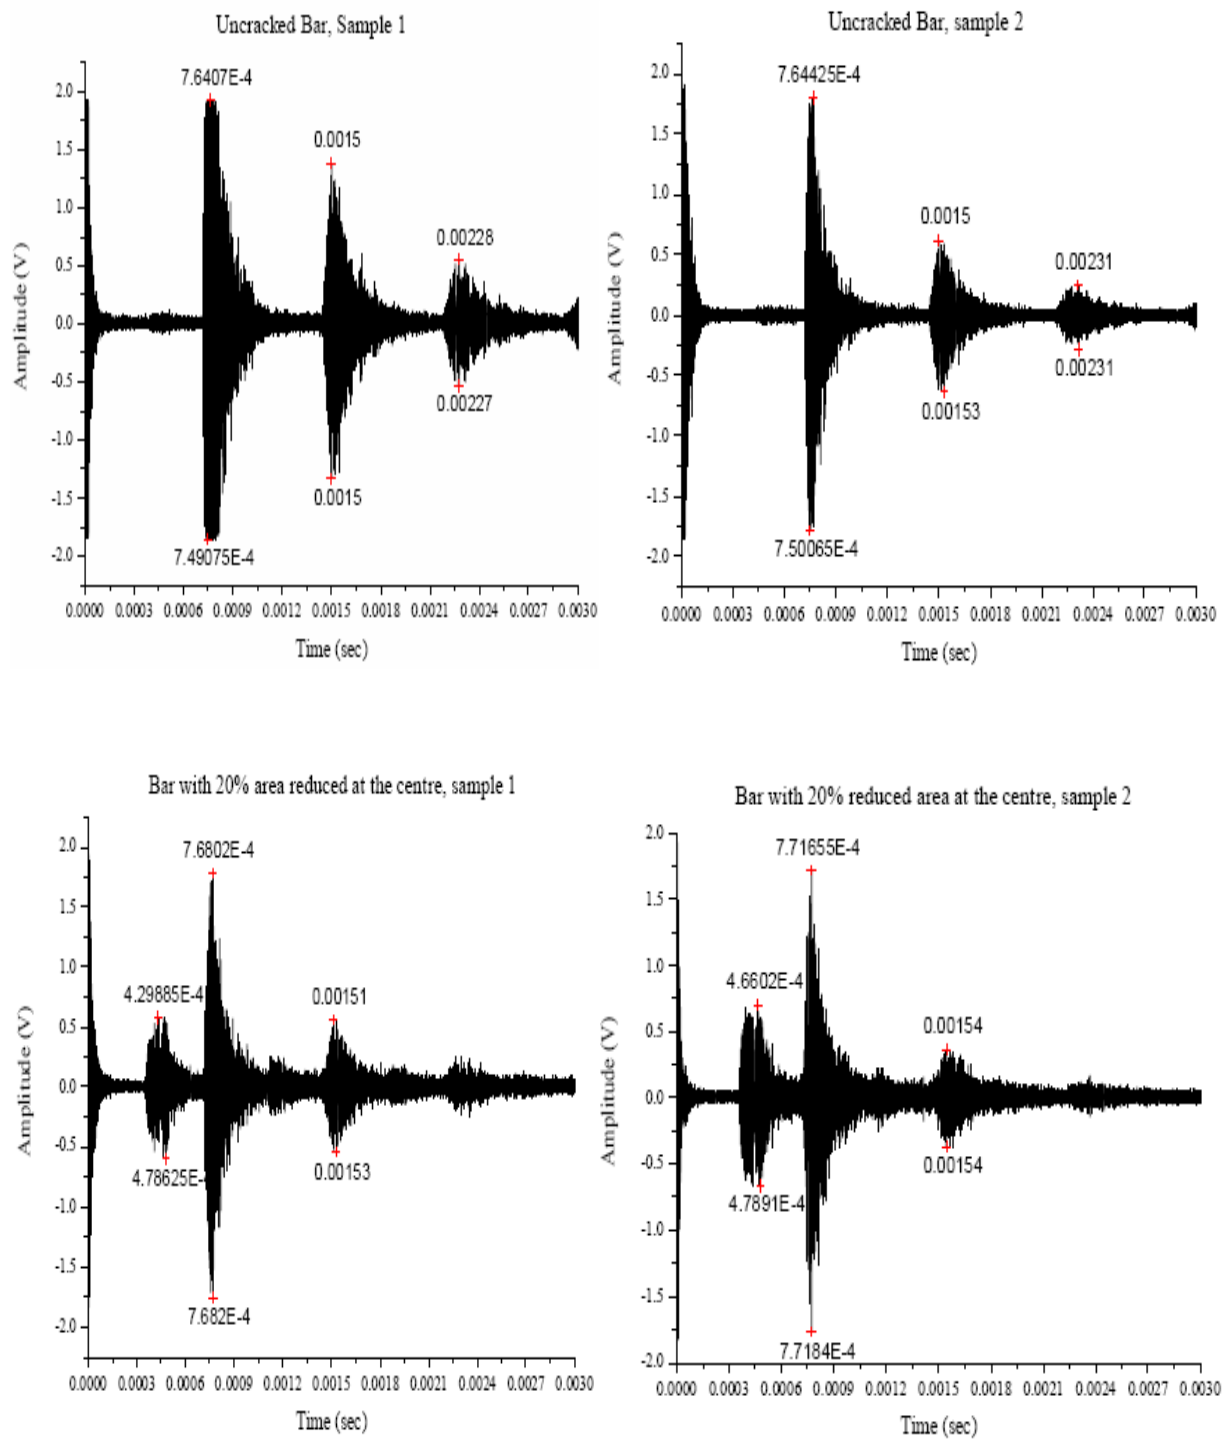 Uncracked Bar, Sample 1
7.6407E-4
0.0015
0.00228
0.00227
0.0015
7.49075E-4
2.0
1.5
1.0
0.5
0.0
-0.5
-1.0
-1.5
-2.0
Amplitude (V)
0.0000 0.0003 0.0006 0.0009 0.0012 0.0015 0.0018 0.0021 0.0024 0.0027 0.0030
Time (sec)
Uncracked Bar, sample 2
7.64425E-4
0.0015
0.00231
0.00231
0.00153
7.50065E-4
2.0
1.5
1.0
0.5
0.0
-0.5
-1.0
-1.5
-2.0
Amplitude (V)
0.0000 0.0003 0.0006 0.0009 0.0012 0.0015 0.0018 0.0021 0.0024 0.0027 0.0030
Time (sec)
Bar with 20% area reduced at the centre, sample 1
7.6802E-4
4.29885E-4
0.00151
4.78625E-
0.00153
7.682E-4
2.0
1.5
1.0
0.5
0.0
-0.5
-1.0
-1.5
-2.0
Amplitude (V)
0.0000 0.0003 0.0006 0.0009 0.0012 0.0015 0.0018 0.0021 0.0024 0.0027 0.0030
Time (sec)
Bar with 20% reduced area at the centre, sample 2
7.71655E-4
4.6602E-4
0.00154
0.00154
4.7891E-4
7.7184E-4
2.0
1.5
1.0
0.5
0.0
-0.5
-1.0
-1.5
-2.0
Amplitude (V)
0.0000 0.0003 0.0006 0.0009 0.0012 0.0015 0.0018 0.0021 0.0024 0.0027 0.0030
Time (sec)